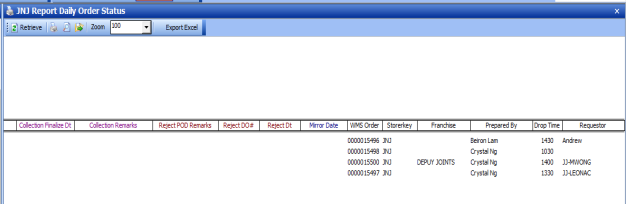 JNJ Report Daily Order Status
Retrieve Zoom 100 Export Excel
Collection Finalize Dt Collection Remarks Reject POD Remarks Reject DO# Reject Dt Mirror Date WMS Order Storerkey Franchise Prepared By Drop Time Requestor
0000015496 JNJ Beiron Lam 1430 Andrew
0000015498 JNJ Crystal Ng 1030
0000015500 JNJ DEPUY JOINTS Crystal Ng 1400 JJ-MWONG
0000015497 JNJ Crystal Ng 1330 JJ-LEONAC